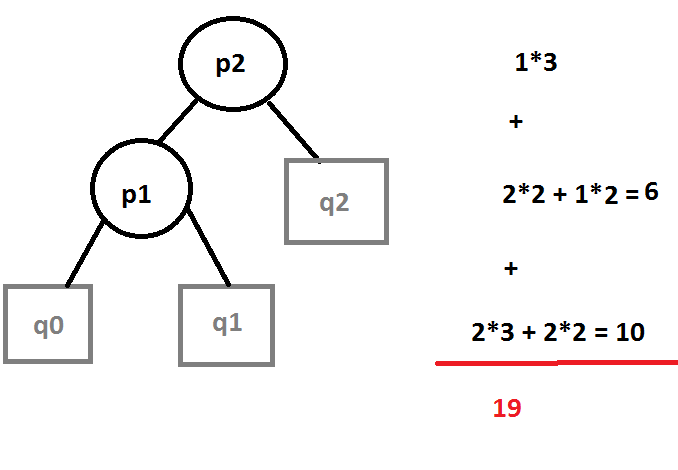 p2
1*3
+
p1
q2
2*2 + 1*2 = 6
+
q0
q1
2*3 + 2*2 = 10
19